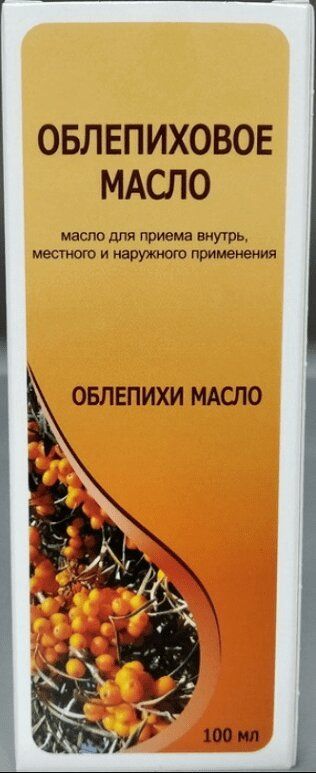 ОБЛЕПИХОВОЕ
МАСЛО
масло для приема внутрь,
местного и наружного применения
ОБЛЕПИХИ МАСЛО
100 мл